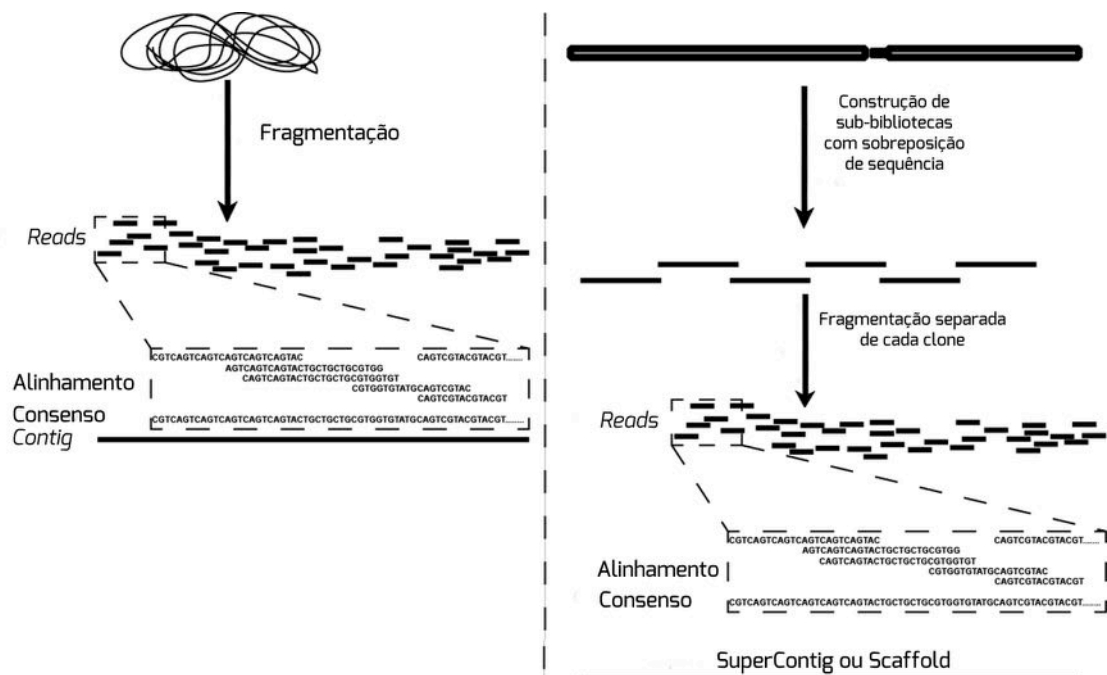 Fragmentação
Reads
CGTCAGTCAGTCAGTCAGTCAGTAC CAGTCGTACGTACGT........
AGTCAGTCAGTACTGCTGCTGCGTGG
CAGTCAGTACTGCTGCTGCGTGGTGT
CGTGGTGTATGCAGTCGTAC
CAGTCGTACGTACGT
Alinhamento
Consenso
CGTCAGTCAGTCAGTCAGTCAGTACTGCTGCTGCGTGGTGTATGCAGTCGTACGTACGT........
Contig
Construção de
sub-bibliotecas
com sobreposição
de sequência
Fragmentação separada
de cada clone
Reads
CGTCAGTCAGTCAGTCAGTCAGTAC CAGTCGTACGTACGT........
AGTCAGTCAGTACTGCTGCTGCGTGG
CAGTCAGTACTGCTGCTGCGTGGTGT
CGTGGTGTATGCAGTCGTAC
CAGTCGTACGTACGT
Alinhamento
Consenso
CGTCAGTCAGTCAGTCAGTCAGTACTGCTGCTGCGTGGTGTATGCAGTCGTACGTACGT........
SuperContig ou Scaffold